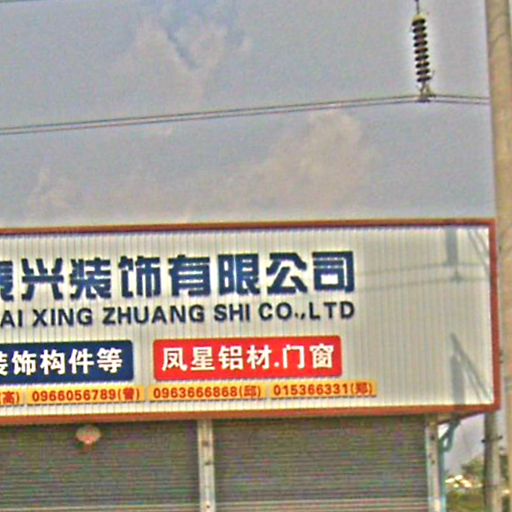 兴装饰有限公司
AI XING ZHUANG SHI CO.,LTD
装饰构件等 凤星铝材.门窗
高) 0966056789(曾) 0963666868(邱) 015366331(郑)